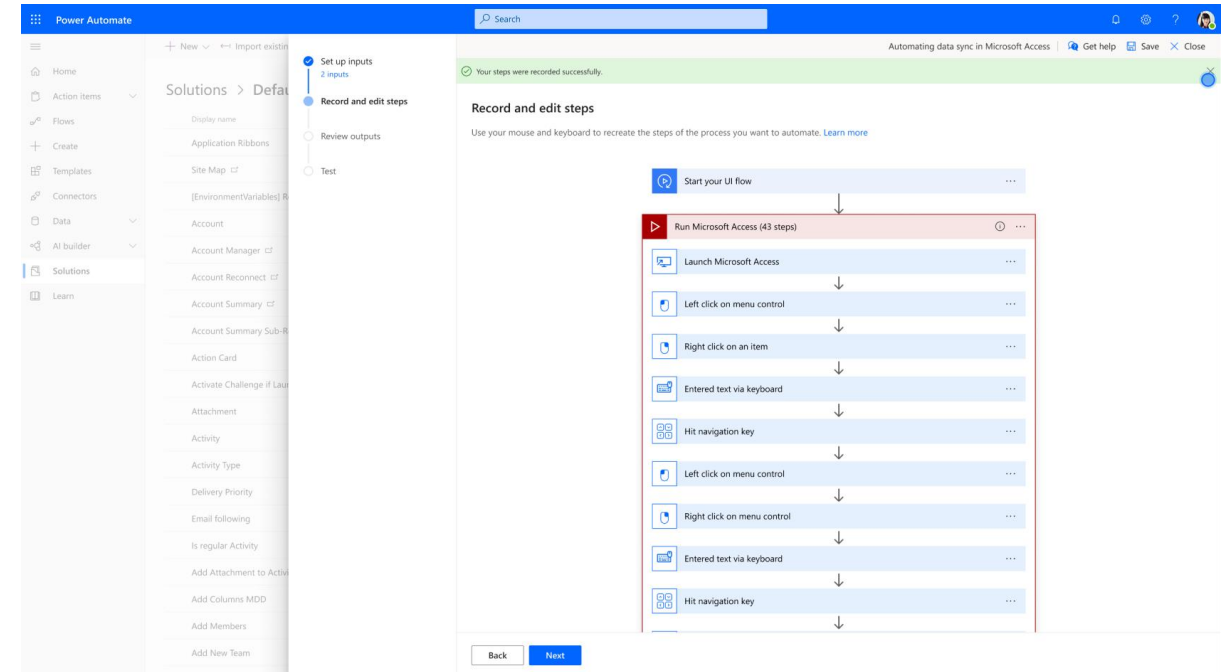 Power Automate
Search
?
New
Import existin
Automating data sync in Microsoft Access
Get help
Save
Close
Home
Action items
Flows
Create
Templates
Connectors
Data
AI builder
Solutions
Learn
Solutions > Defau
Display name
Application Ribbons
Site Map
[EnvironmentVariables] R
Account
Account Manager
Account Reconnect
Account Summary
Account Summary Sub-R
Action Card
Activate Challenge if Lau
Attachment
Activity
Activity Type
Delivery Priority
Email following
Is regular Activity
Add Attachment to Activi
Add Columns MDD
Add Members
Add New Team
Set up inputs
2 inputs
Record and edit steps
Review outputs
Test
Your steps were recorded successfully.
Record and edit steps
Use your mouse and keyboard to recreate the steps of the process you want to automate. Learn more
Start your UI flow
Run Microsoft Access (43 steps)
Launch Microsoft Access
Left click on menu control
Right click on an item
Entered text via keyboard
Hit navigation key
Left click on menu control
Right click on menu control
Entered text via keyboard
Hit navigation key
Back
Next